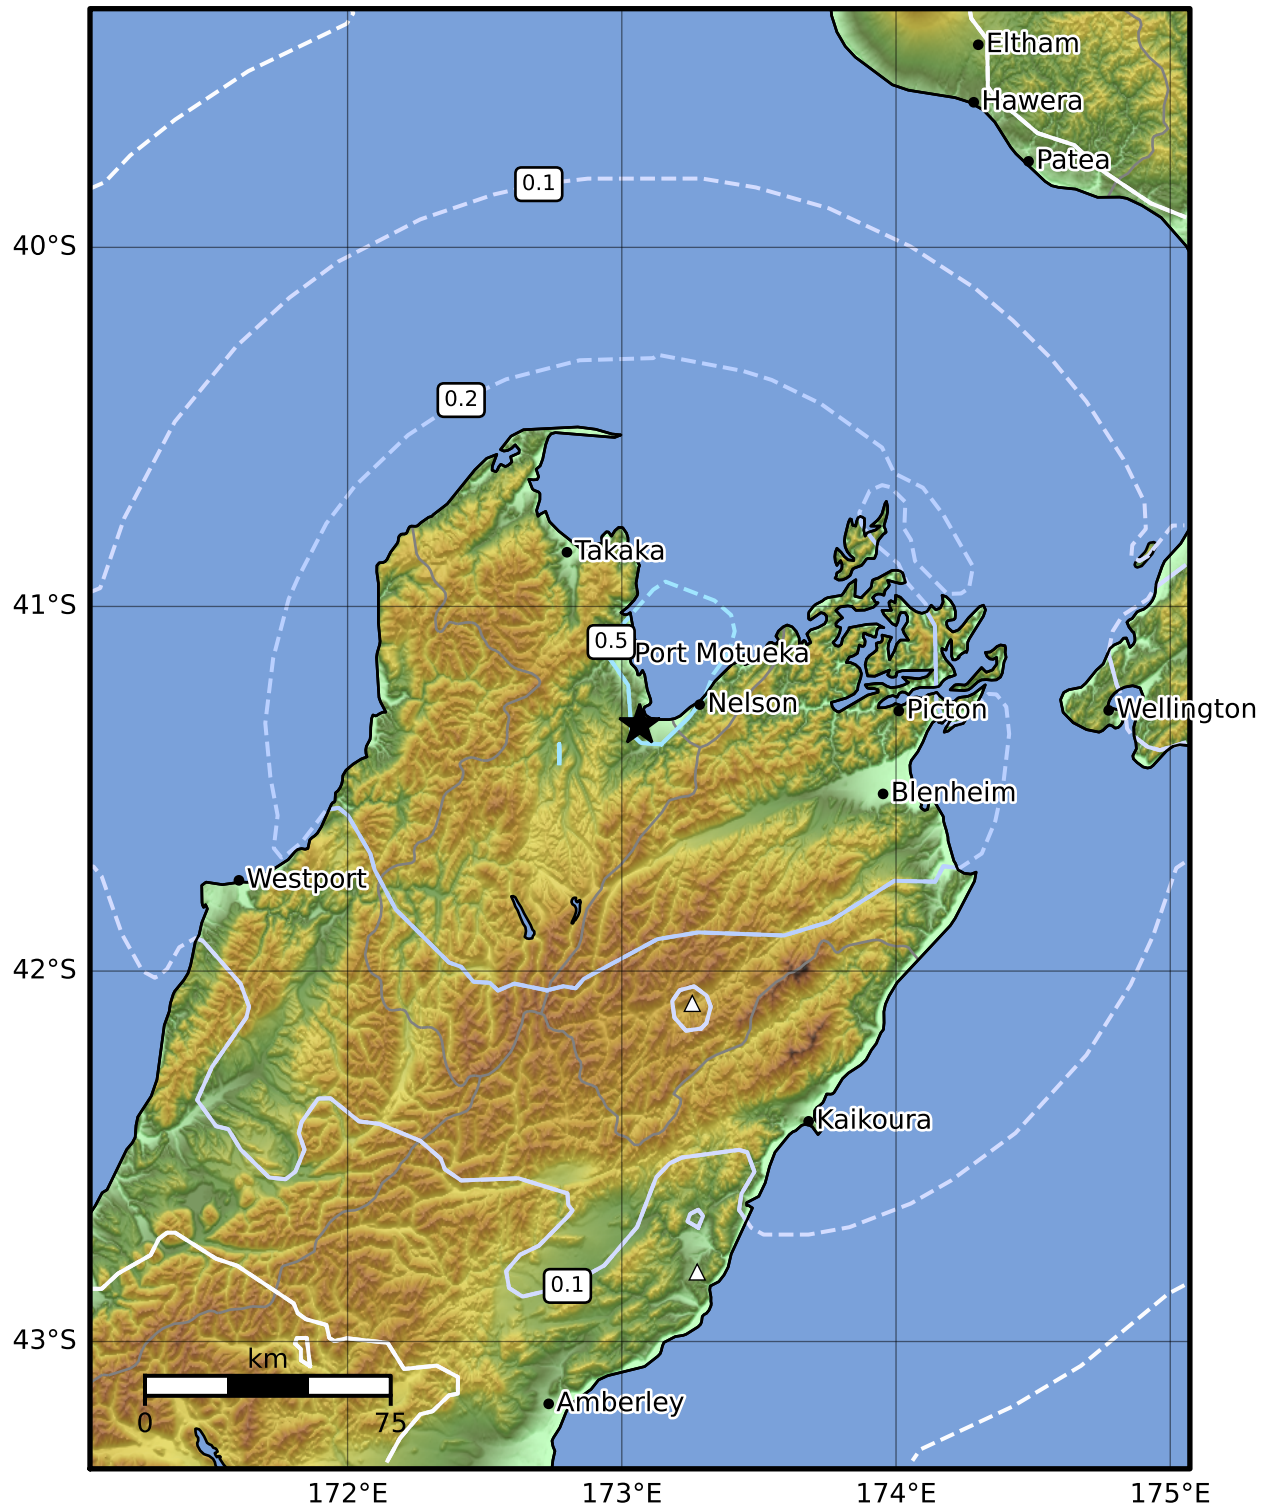 Eltham
Hawera
Patea
0.1
40°S
0.2
Takaka
41°S
0.5
Port Motueka
Nelson
Picton
Wellington
Blenheim
Westport
42°S
Kaikoura
0.1
43°S
km
0
75
Amberley
172°E
173°E
174°E
175°E